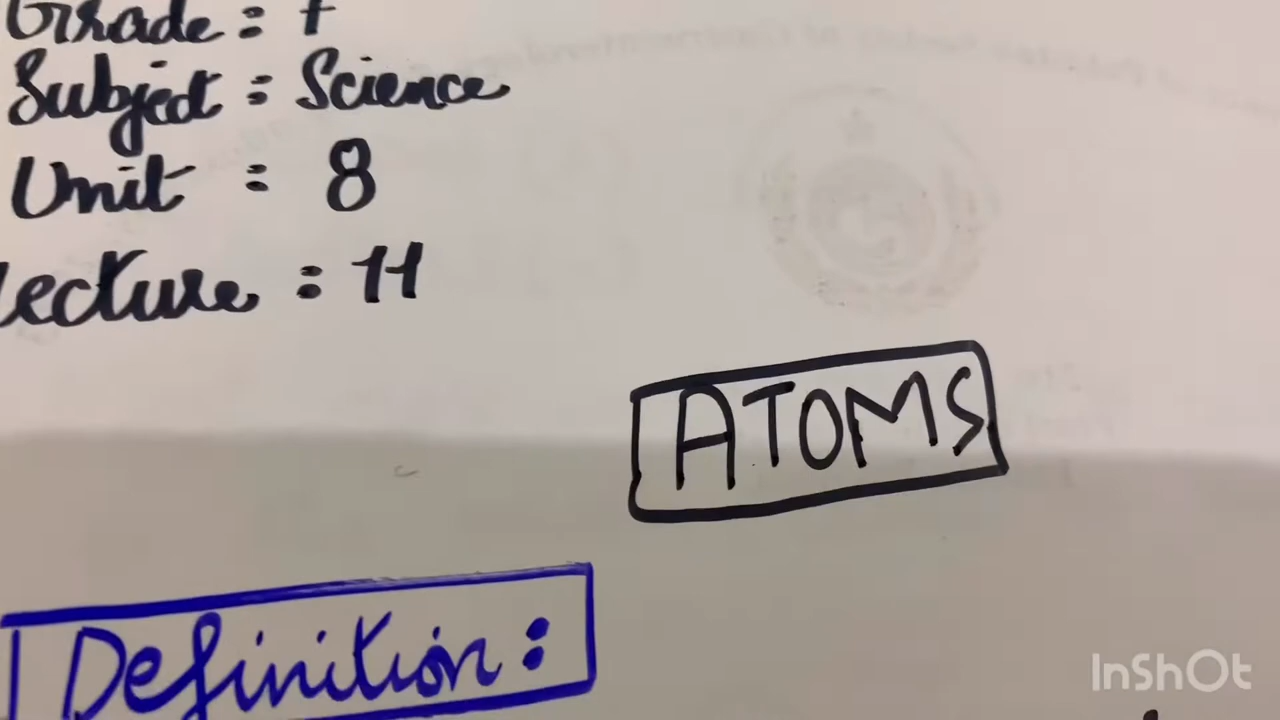 Grade :
Subject : Science
Unit : 8
Lecture : 11
ATOMS
Definition :
InShOt